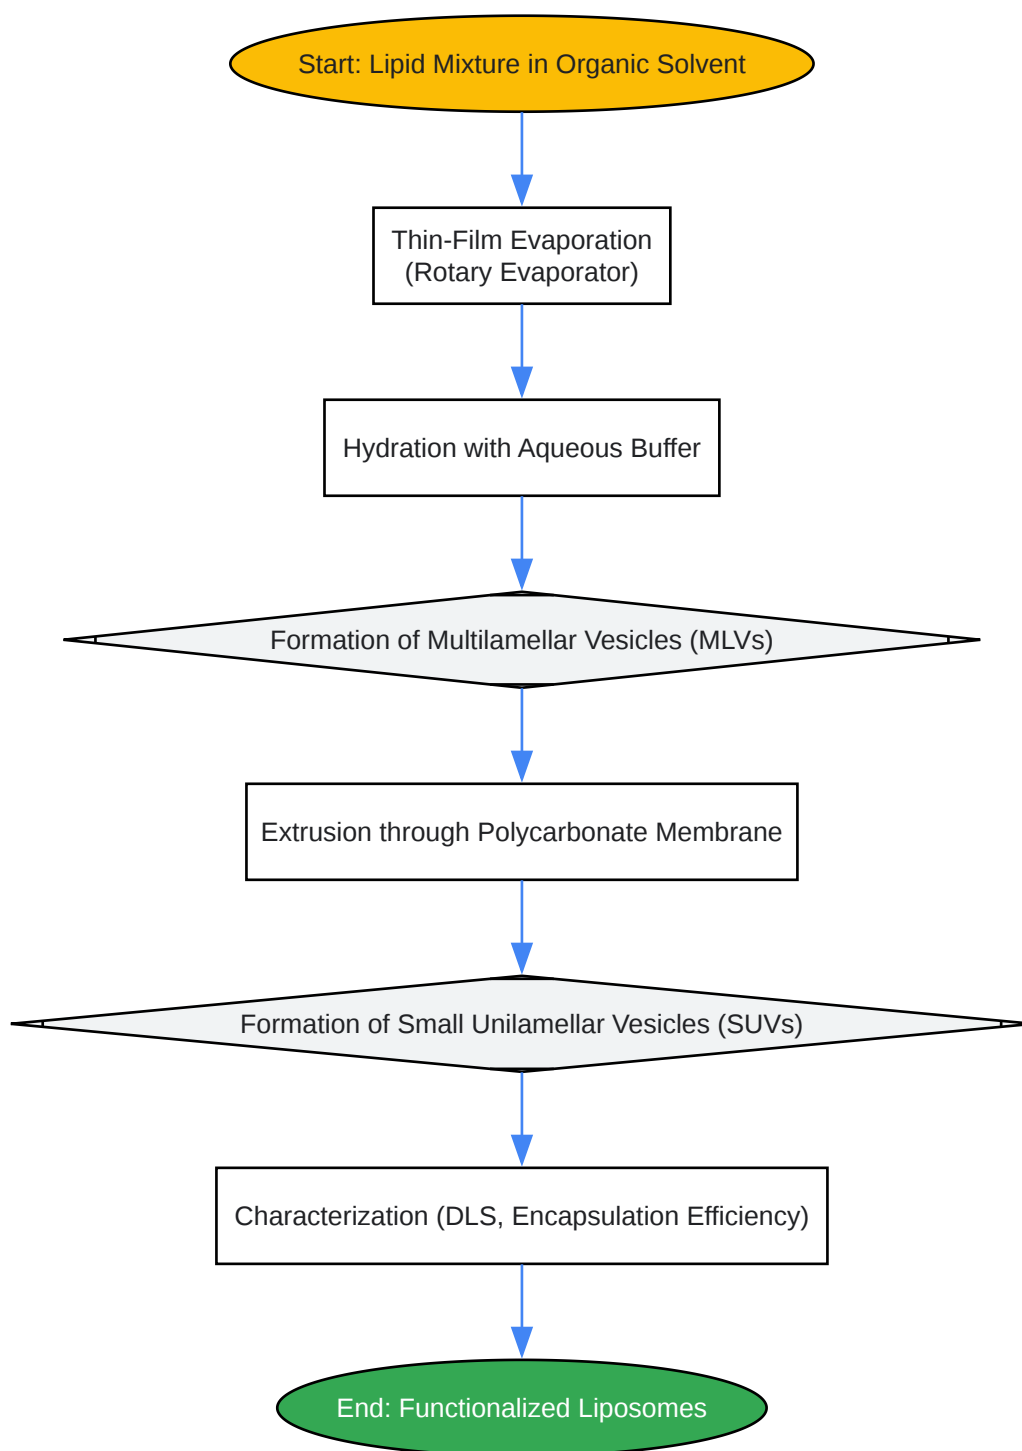 Start: Lipid Mixture in Organic Solvent
Thin-Film Evaporation
(Rotary Evaporator)
Hydration with Aqueous Buffer
Formation of Multilamellar Vesicles (MLVs)
Extrusion through Polycarbonate Membrane
Formation of Small Unilamellar Vesicles (SUVs)
Characterization (DLS, Encapsulation Efficiency)
End: Functionalized Liposomes